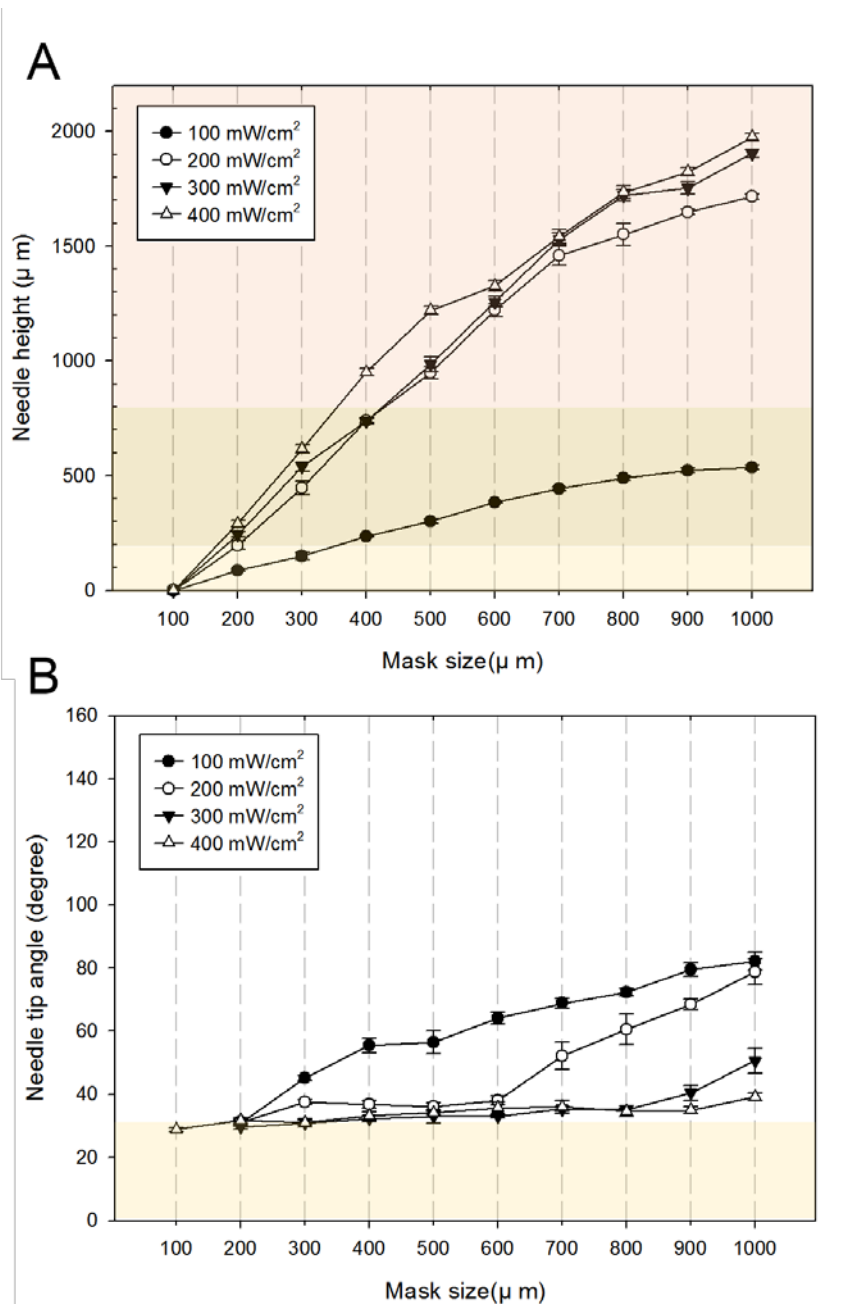 A
2000
1500
1000
500
0
100 mW/cm²
200 mW/cm²
300 mW/cm²
400 mW/cm²
Needle height (μ m)
100 200 300 400 500 600 700 800 900 1000
Mask size(μ m)
B
160
140
120
100
80
60
40
20
0
100 mW/cm²
200 mW/cm²
300 mW/cm²
400 mW/cm²
Needle tip angle (degree)
100 200 300 400 500 600 700 800 900 1000
Mask size(μ m)